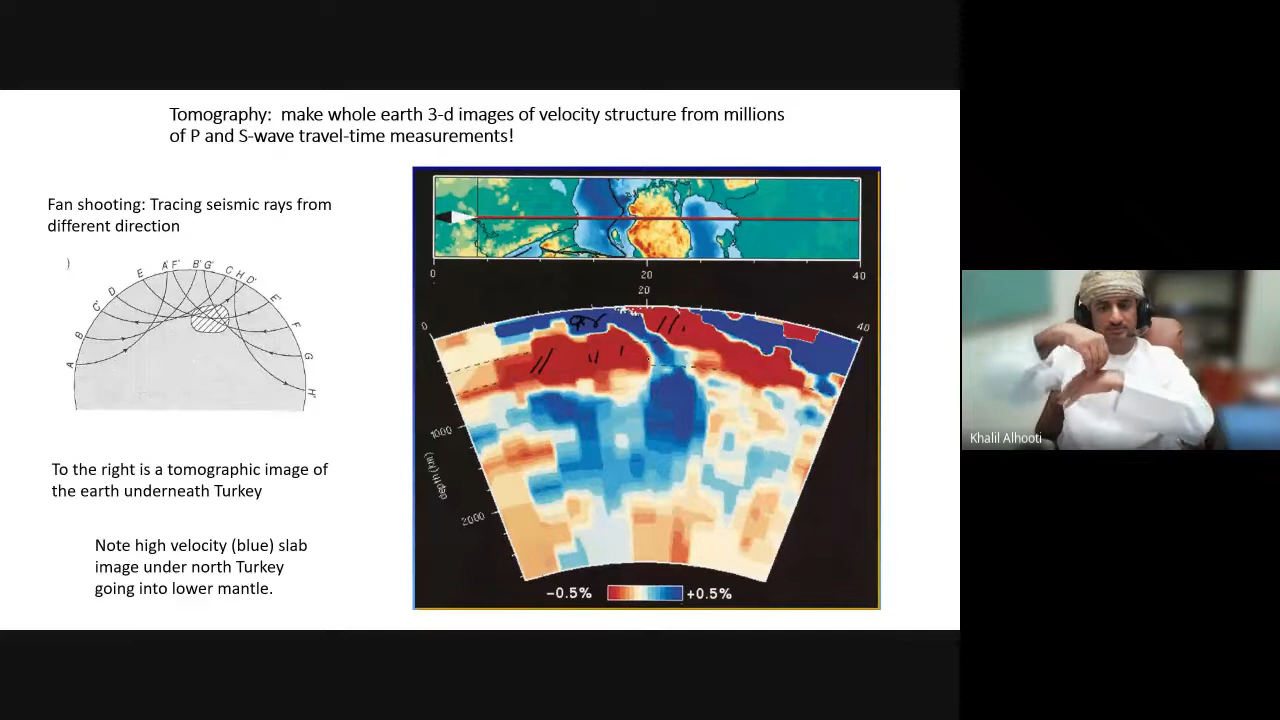 Tomography: make whole earth 3-d images of velocity structure from millions
of P and S-wave travel-time measurements!
Fan shooting: Tracing seismic rays from
different direction
)
A B C' D E A' F' B' G' C H D' E' F G H'
To the right is a tomographic image of
the earth underneath Turkey
Note high velocity (blue) slab
image under north Turkey
going into lower mantle.
0 20 40
20
0 40
1000
depth(km)
2000
-0.5% +0.5%
Khalil Alhooti